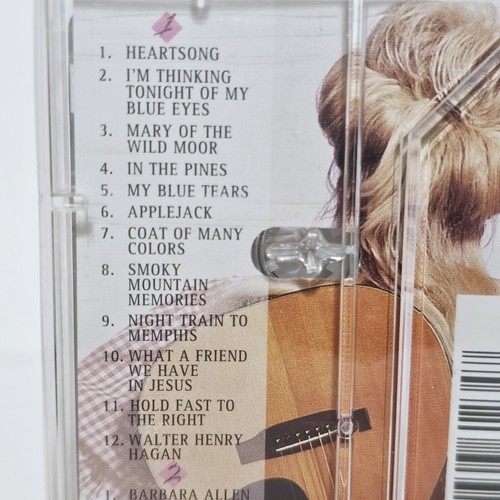 1
1. HEARTSONG
2. I'M THINKING
TONIGHT OF MY
BLUE EYES
3. MARY OF THE
WILD MOOR
4. IN THE PINES
5. MY BLUE TEARS
6. APPLEJACK
7. COAT OF MANY
COLORS
8. SMOKY
MOUNTAIN
MEMORIES
9. NIGHT TRAIN TO
MEMPHIS
10. WHAT A FRIEND
WE HAVE
IN JESUS
11. HOLD FAST TO
THE RIGHT
12. WALTER HENRY
HAGAN
2
1. BARBARA ALLEN